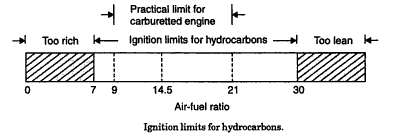 Practical limit for
carburetted engine
Too rich
Ignition limits for hydrocarbons
Too lean
0 7 9 14.5 21 30
Air-fuel ratio
Ignition limits for hydrocarbons.